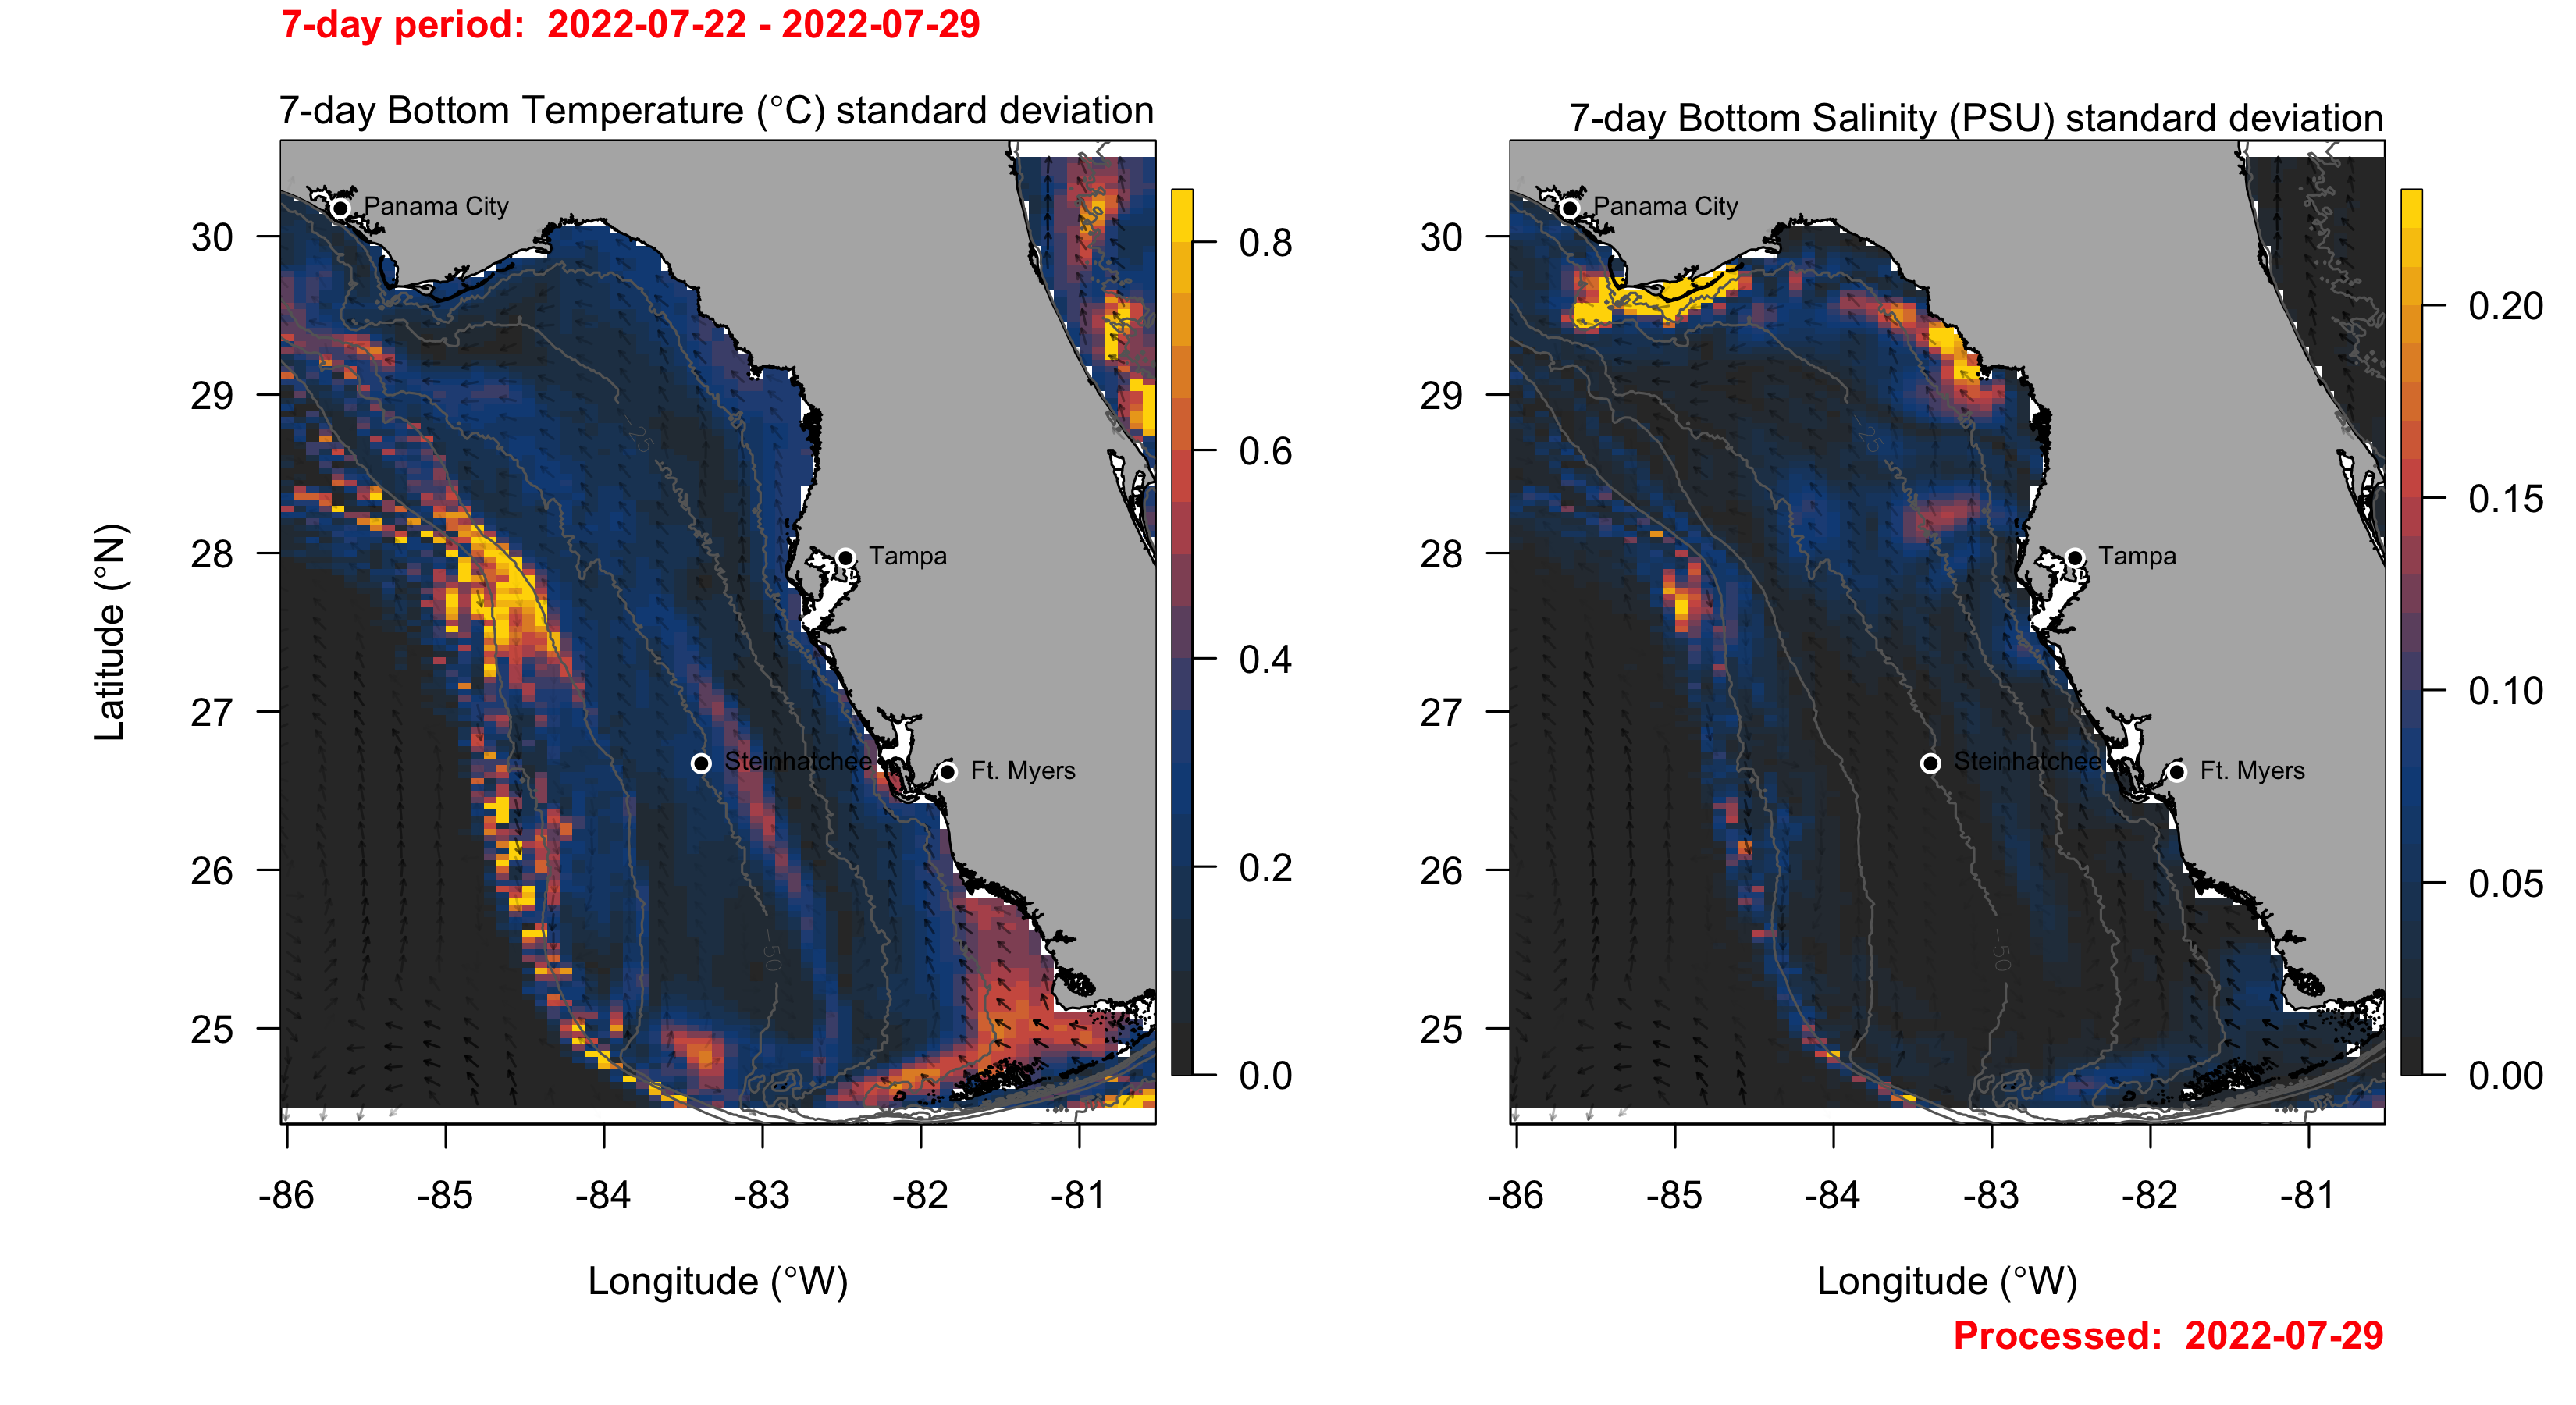 7-day period:  2022-07-22 - 2022-07-29
7-day Bottom Temperature (°C) standard deviation
Latitude (°N)
30
29
28
27
26
25
Panama City
Tampa
Steinhatchee
Ft. Myers
-25
-50
0.8
0.6
0.4
0.2
0.0
-86 -85 -84 -83 -82 -81
Longitude (°W)
7-day Bottom Salinity (PSU) standard deviation
30
29
28
27
26
25
Panama City
Tampa
Steinhatchee
Ft. Myers
-25
-50
0.20
0.15
0.10
0.05
0.00
-86 -85 -84 -83 -82 -81
Longitude (°W)
Processed:  2022-07-29